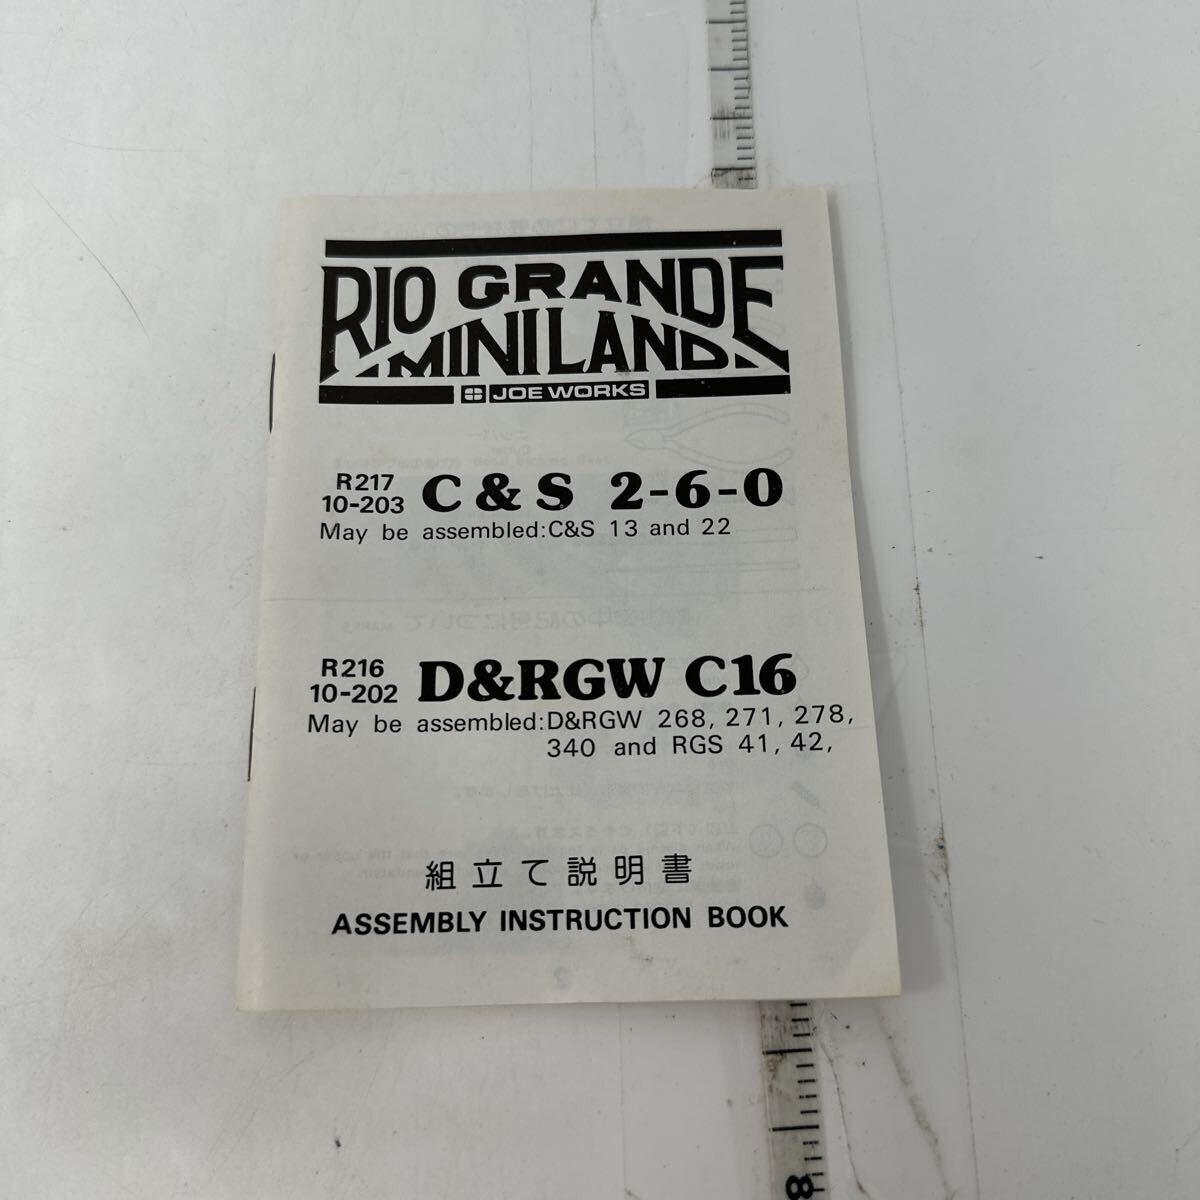 RIO GRANDE
MINILAND
JOE WORKS
R217
10-203
C & S 2-6-0
May be assembled:C&S 13 and 22
R216
10-202
D&RGW C16
May be assembled:D&RGW 268, 271, 278,
340 and RGS 41, 42,
組立て説明書
ASSEMBLY INSTRUCTION BOOK
8